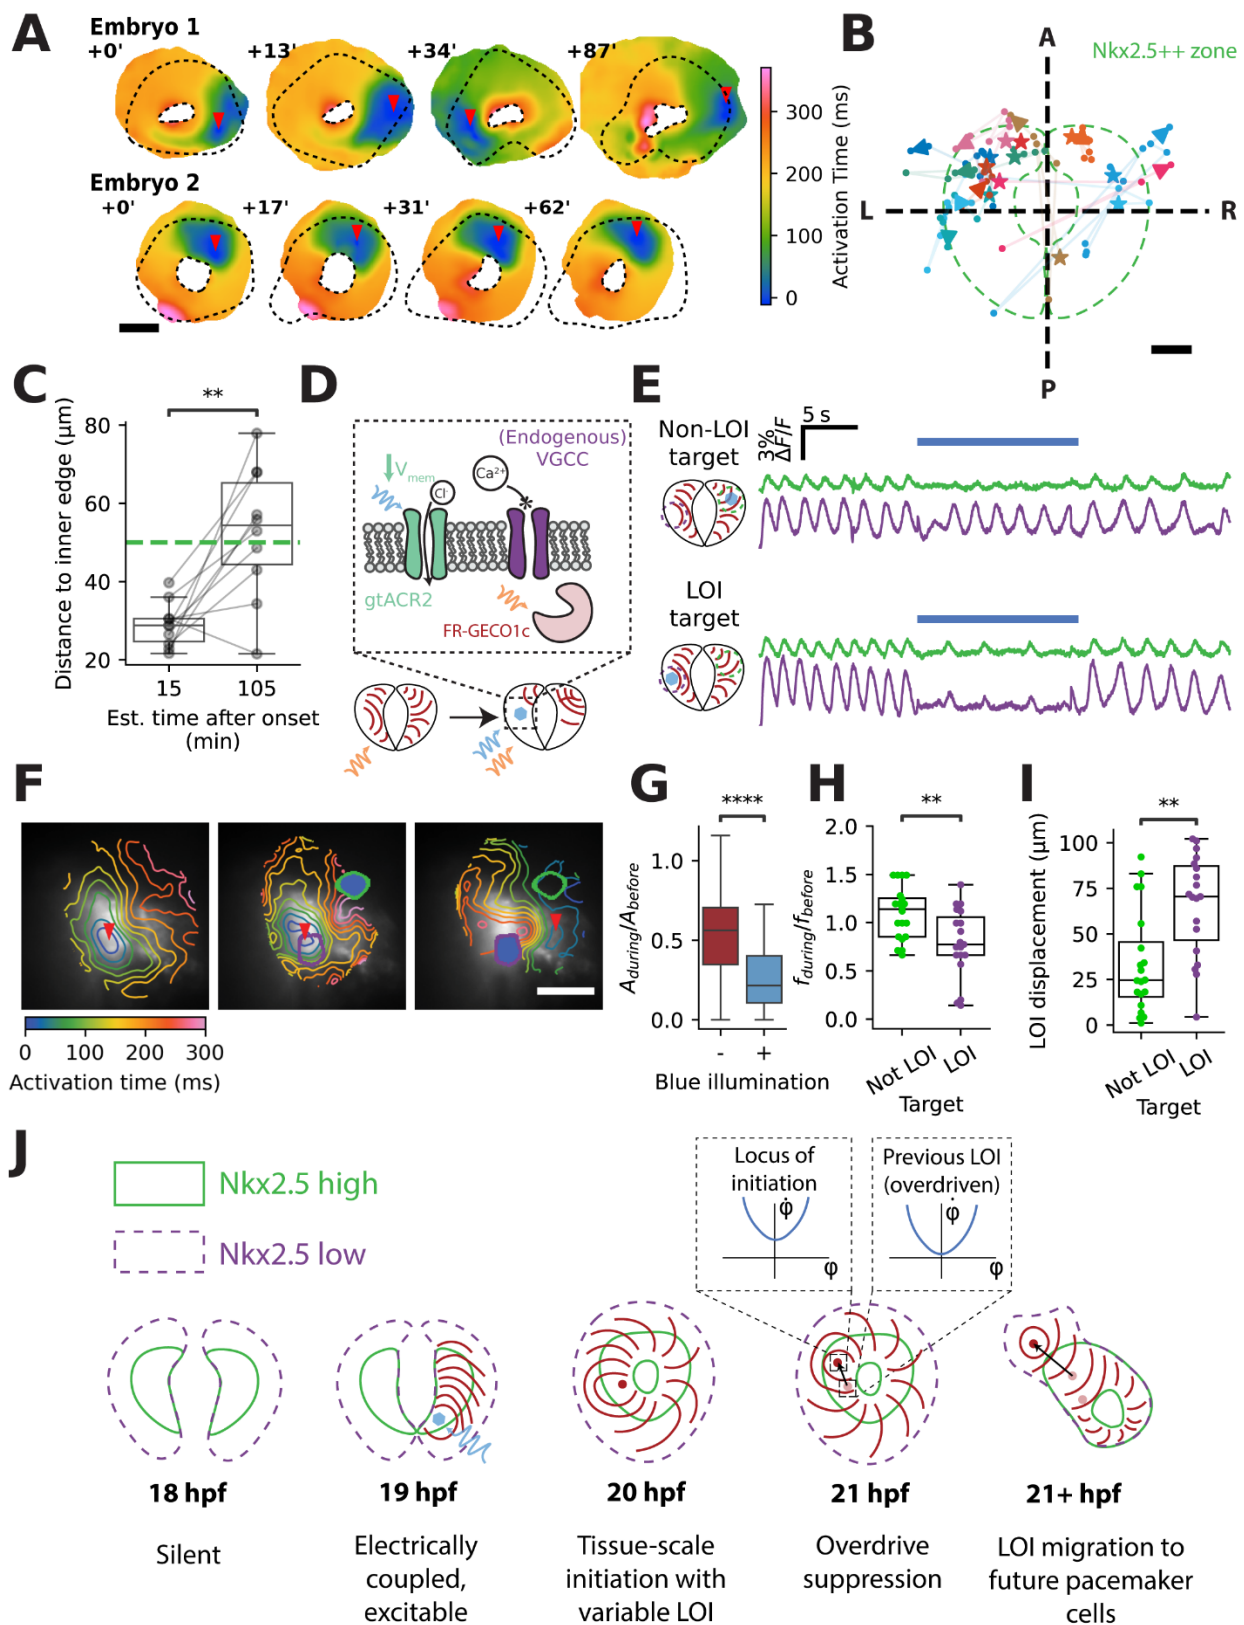 A
Embryo 1
+0'
+13'
+34'
+87'
Embryo 2
+0'
+17'
+31'
+62'
300
200
100
0
Activation Time (ms)
B
Nkx2.5++ zone
A
L
R
P
C
**
Distance to inner edge (μm)
80
60
40
20
15
105
Est. time after onset
(min)
D
(Endogenous)
VGCC
V mem
Cl-
Ca2+
*
gtACR2
FR-GECO1c
E
Non-LOI
target
3%
ΔF/F
5 s
LOI
target
F
0
100
200
300
Activation time (ms)
G
****
A during/A before
1.0
0.5
0.0
-
+
Blue illumination
H
**
f during/f before
2.0
1.5
1.0
0.5
0.0
Not LOI
LOI
Target
I
**
LOI displacement (μm)
100
75
50
25
0
Not LOI
LOI
Target
J
Nkx2.5 high
Nkx2.5 low
Locus of
initiation
φ̇
φ
Previous LOI
(overdriven)
φ̇
φ
18 hpf
19 hpf
20 hpf
21 hpf
21+ hpf
Silent
Electrically
coupled,
excitable
Tissue-scale
initiation with
variable LOI
Overdrive
suppression
LOI migration to
future pacemaker
cells